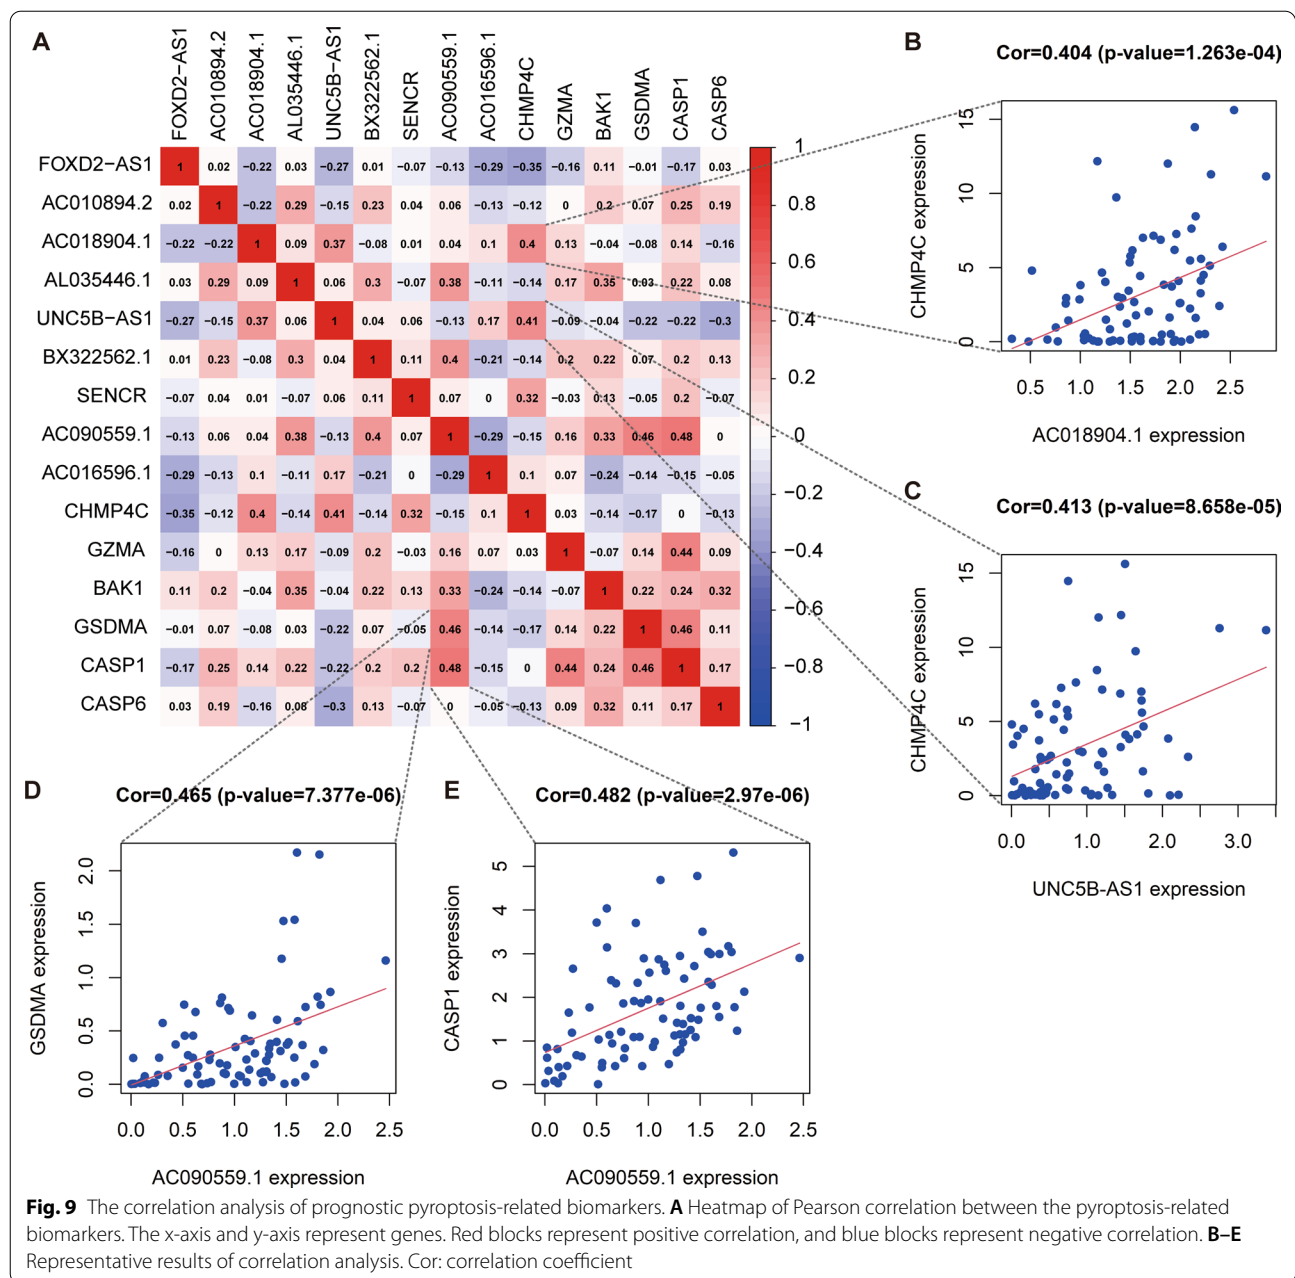 A
FOXD2−AS1 AC010894.2 AC018904.1 AL035446.1 UNC5B−AS1 BX322562.1 SENCR AC090559.1 AC016596.1 CHMP4C GZMA BAK1 GSDMA CASP1 CASP6
FOXD2−AS1 1 0.02 −0.22 0.03 −0.27 0.01 −0.07 −0.13 −0.29 −0.35 −0.16 0.11 −0.01 −0.17 0.03
AC010894.2 0.02 1 −0.22 0.29 −0.15 0.23 0.04 0.06 −0.13 −0.12 0 0.2 0.07 0.25 0.19
AC018904.1 −0.22 −0.22 1 0.09 0.37 −0.08 0.01 0.04 0.1 0.4 0.13 −0.04 −0.08 0.14 −0.16
AL035446.1 0.03 0.29 0.09 1 0.06 0.3 −0.07 0.38 −0.11 −0.14 0.17 0.35 0.03 0.22 0.08
UNC5B−AS1 −0.27 −0.15 0.37 0.06 1 0.04 0.06 −0.13 0.17 0.41 −0.09 −0.04 −0.22 −0.22 −0.3
BX322562.1 0.01 0.23 −0.08 0.3 0.04 1 0.11 0.4 −0.21 −0.14 0.2 0.22 0.07 0.2 0.13
SENCR −0.07 0.04 0.01 −0.07 0.06 0.11 1 0.07 0 0.32 −0.03 0.13 −0.05 0.2 −0.07
AC090559.1 −0.13 0.06 0.04 0.38 −0.13 0.4 0.07 1 −0.29 −0.15 0.16 0.33 0.46 0.48 0
AC016596.1 −0.29 −0.13 0.1 −0.11 0.17 −0.21 0 −0.29 1 0.1 0.07 −0.24 −0.14 −0.15 −0.05
CHMP4C −0.35 −0.12 0.4 −0.14 0.41 −0.14 0.32 −0.15 0.1 1 0.03 −0.14 −0.17 0 −0.13
GZMA −0.16 0 0.13 0.17 −0.09 0.2 −0.03 0.16 0.07 0.03 1 −0.07 0.14 0.44 0.09
BAK1 0.11 0.2 −0.04 0.35 −0.04 0.22 0.13 0.33 −0.24 −0.14 −0.07 1 0.22 0.24 0.32
GSDMA −0.01 0.07 −0.08 0.03 −0.22 0.07 −0.05 0.46 −0.14 −0.17 0.14 0.22 1 0.46 0.11
CASP1 −0.17 0.25 0.14 0.22 −0.22 0.2 0.2 0.48 −0.15 0 0.44 0.24 0.46 1 0.17
CASP6 0.03 0.19 −0.16 0.08 −0.3 0.13 −0.07 0 −0.05 −0.13 0.09 0.32 0.11 0.17 1
1
0.8
0.6
0.4
0.2
0
−0.2
−0.4
−0.6
−0.8
−1
B
Cor=0.404 (p-value=1.263e-04)
CHMP4C expression
15
10
5
0
0.5 1.0 1.5 2.0 2.5
AC018904.1 expression
C
Cor=0.413 (p-value=8.658e-05)
CHMP4C expression
15
10
5
0
0.0 1.0 2.0 3.0
UNC5B-AS1 expression
D
Cor=0.465 (p-value=7.377e-06)
GSDMA expression
2.0
1.5
1.0
0.5
0.0
0.0 0.5 1.0 1.5 2.0 2.5
AC090559.1 expression
E
Cor=0.482 (p-value=2.97e-06)
CASP1 expression
5
4
3
2
1
0
0.0 0.5 1.0 1.5 2.0 2.5
AC090559.1 expression
Fig. 9 The correlation analysis of prognostic pyroptosis-related biomarkers. A Heatmap of Pearson correlation between the pyroptosis-related
biomarkers. The x-axis and y-axis represent genes. Red blocks represent positive correlation, and blue blocks represent negative correlation. B–E
Representative results of correlation analysis. Cor: correlation coefficient